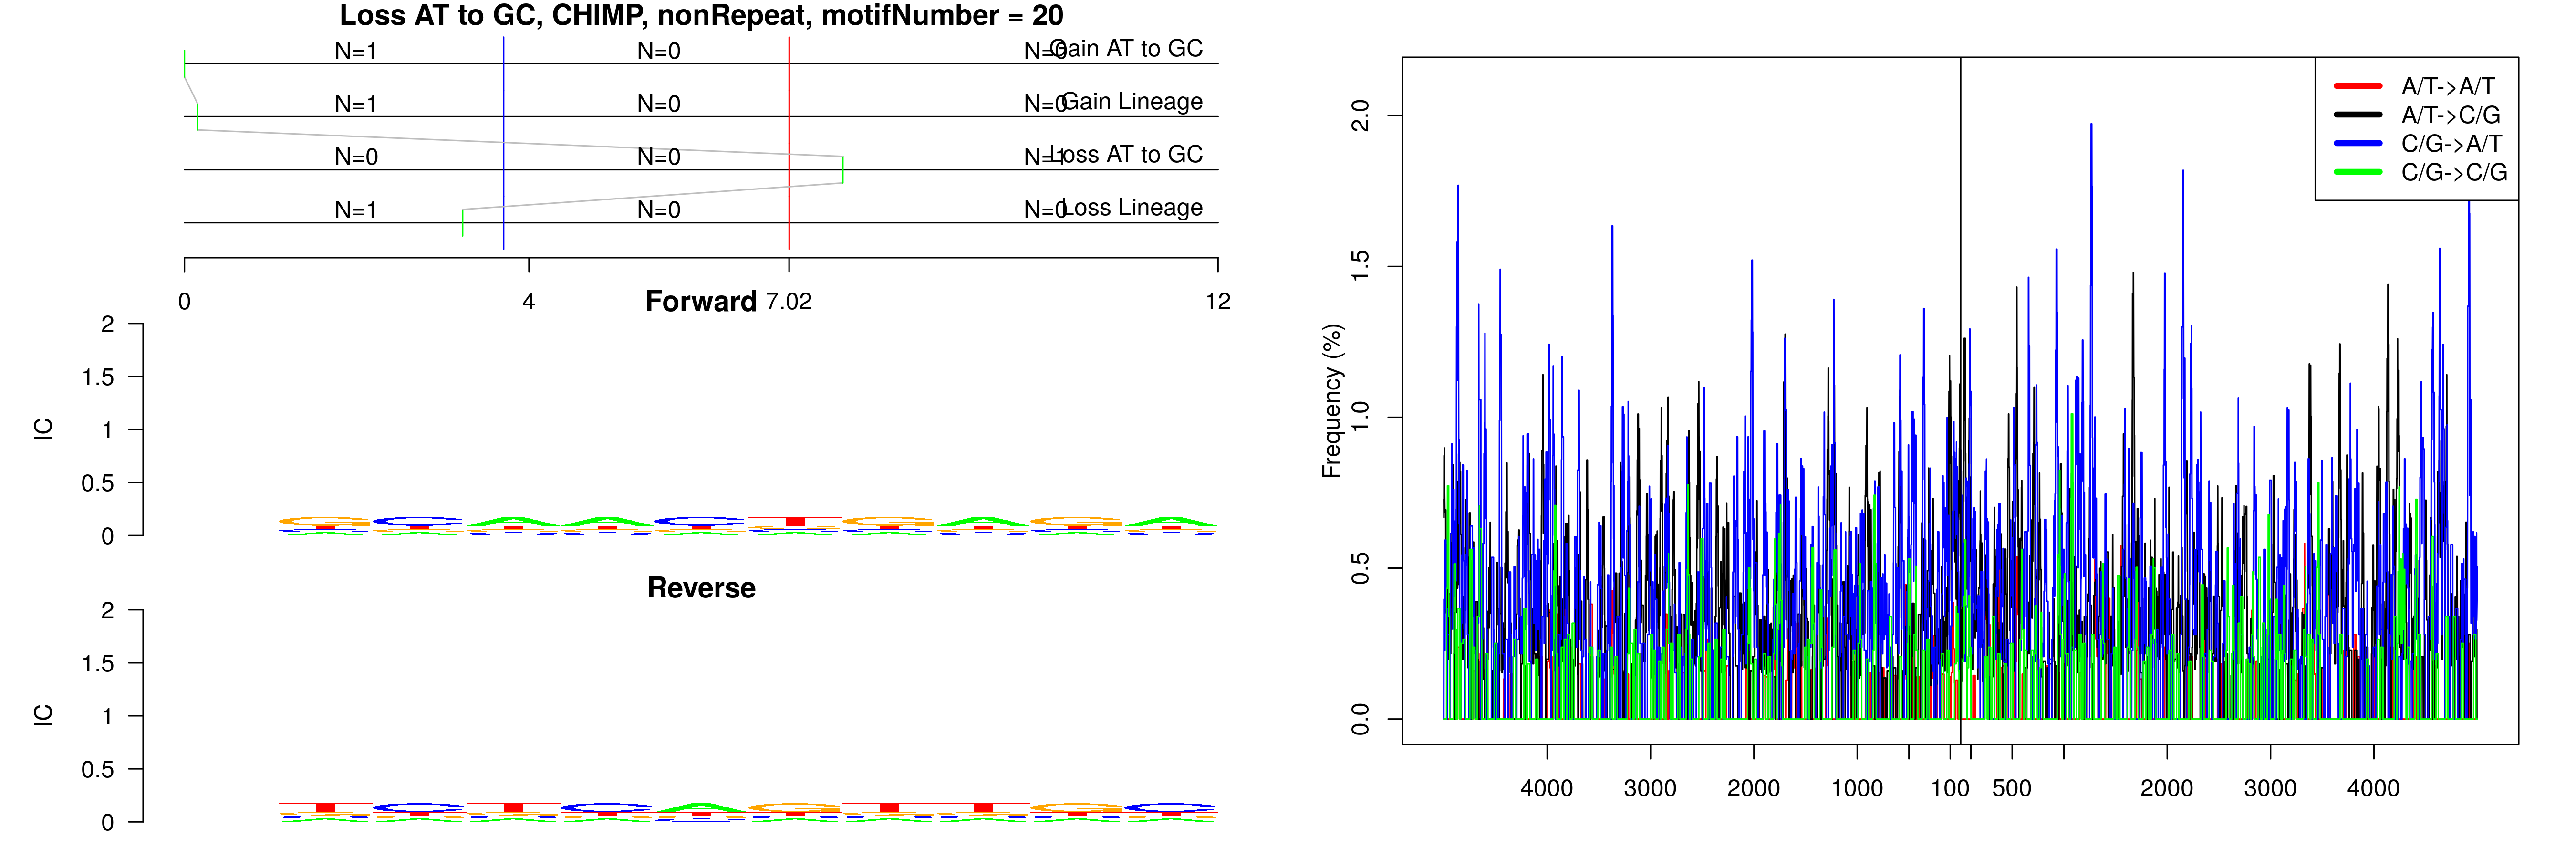 Loss AT to GC, CHIMP, nonRepeat, motifNumber = 20
N=1 N=0 N=0 Gain AT to GC
N=1 N=0 N=0 Gain Lineage
N=0 N=0 N=1 Loss AT to GC
N=1 N=0 N=0 Loss Lineage
0 4 7.02 12
Forward
IC
2
1.5
1
0.5
0
GCAACTGAGA
Reverse
IC
2
1.5
1
0.5
0
TCTCAGTTGC
Frequency (%)
2.0
1.5
1.0
0.5
0.0
4000 3000 2000 1000 100 500 2000 3000 4000
A/T->A/T
A/T->C/G
C/G->A/T
C/G->C/G